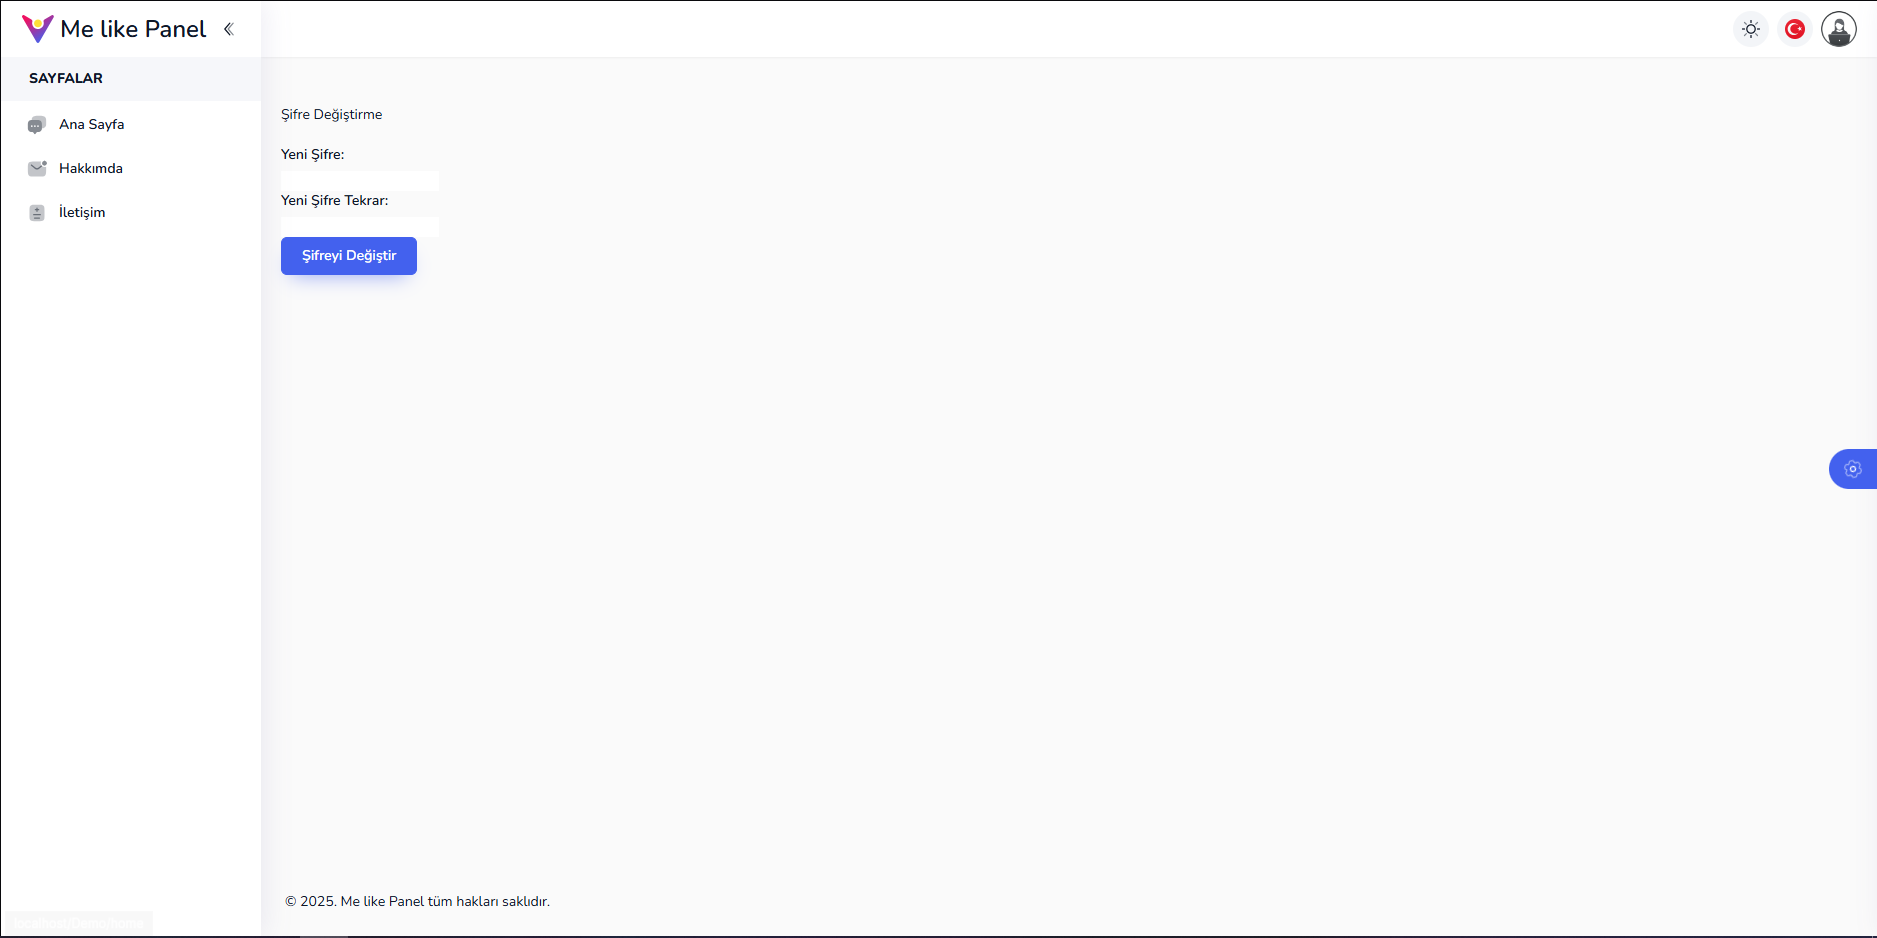 Me like Panel
SAYFALAR
Ana Sayfa
Hakkımda
İletişim
Şifre Değiştirme
Yeni Şifre:
Yeni Şifre Tekrar:
Şifreyi Değiştir
© 2025. Me like Panel tüm hakları saklıdır.